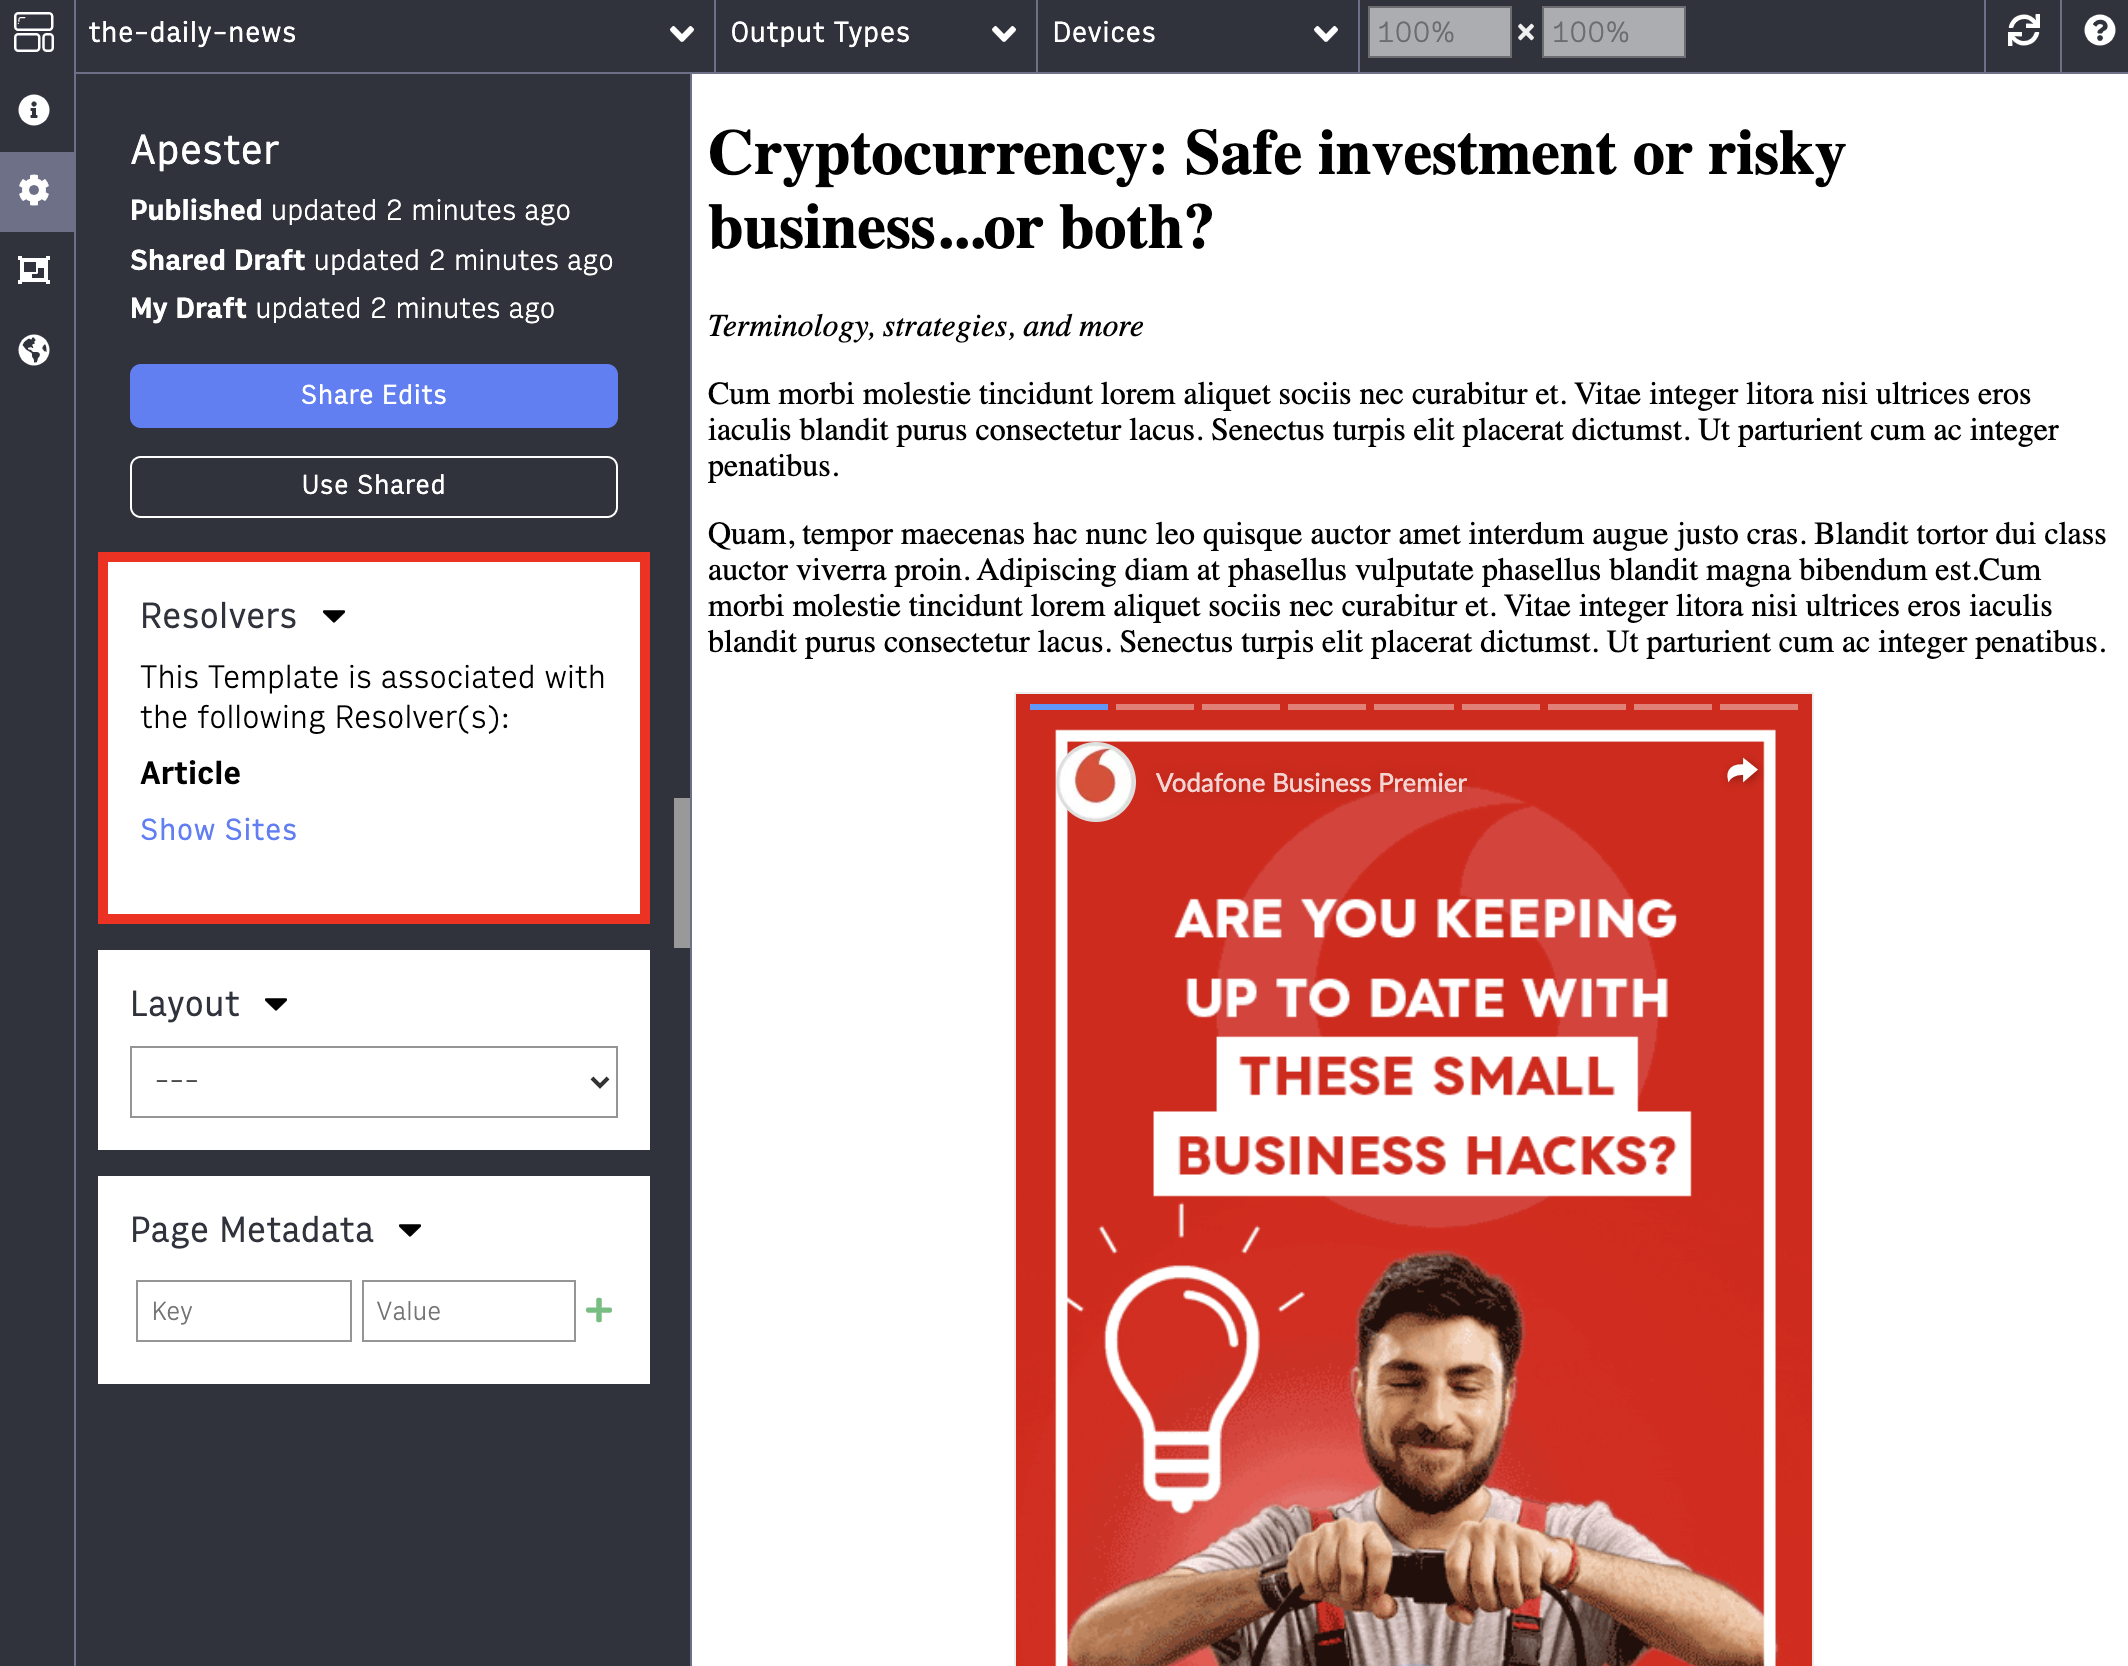 the-daily-news
Output Types
Devices
100% × 100%
Apester
Published updated 2 minutes ago
Shared Draft updated 2 minutes ago
My Draft updated 2 minutes ago
Share Edits
Use Shared
Resolvers
This Template is associated with
the following Resolver(s):
Article
Show Sites
Layout
---
Page Metadata
Key
Value
Cryptocurrency: Safe investment or risky
business...or both?
Terminology, strategies, and more
Cum morbi molestie tincidunt lorem aliquet sociis nec curabitur et. Vitae integer litora nisi ultrices eros
iaculis blandit purus consectetur lacus. Senectus turpis elit placerat dictumst. Ut parturient cum ac integer
penatibus.
Quam, tempor maecenas hac nunc leo quisque auctor amet interdum augue justo cras. Blandit tortor dui class
auctor viverra proin. Adipiscing diam at phasellus vulputate phasellus blandit magna bibendum est.Cum
morbi molestie tincidunt lorem aliquet sociis nec curabitur et. Vitae integer litora nisi ultrices eros iaculis
blandit purus consectetur lacus. Senectus turpis elit placerat dictumst. Ut parturient cum ac integer penatibus.
Vodafone Business Premier
ARE YOU KEEPING
UP TO DATE WITH
THESE SMALL
BUSINESS HACKS?